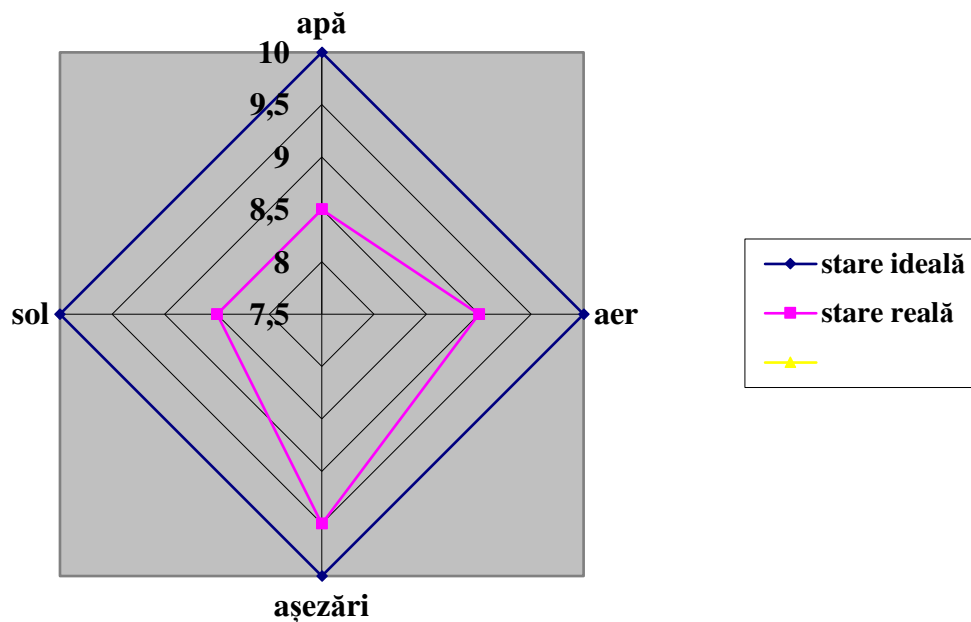 apă
10
9,5
9
8,5
8
7,5
sol
aer
așezări
stare ideală
stare reală